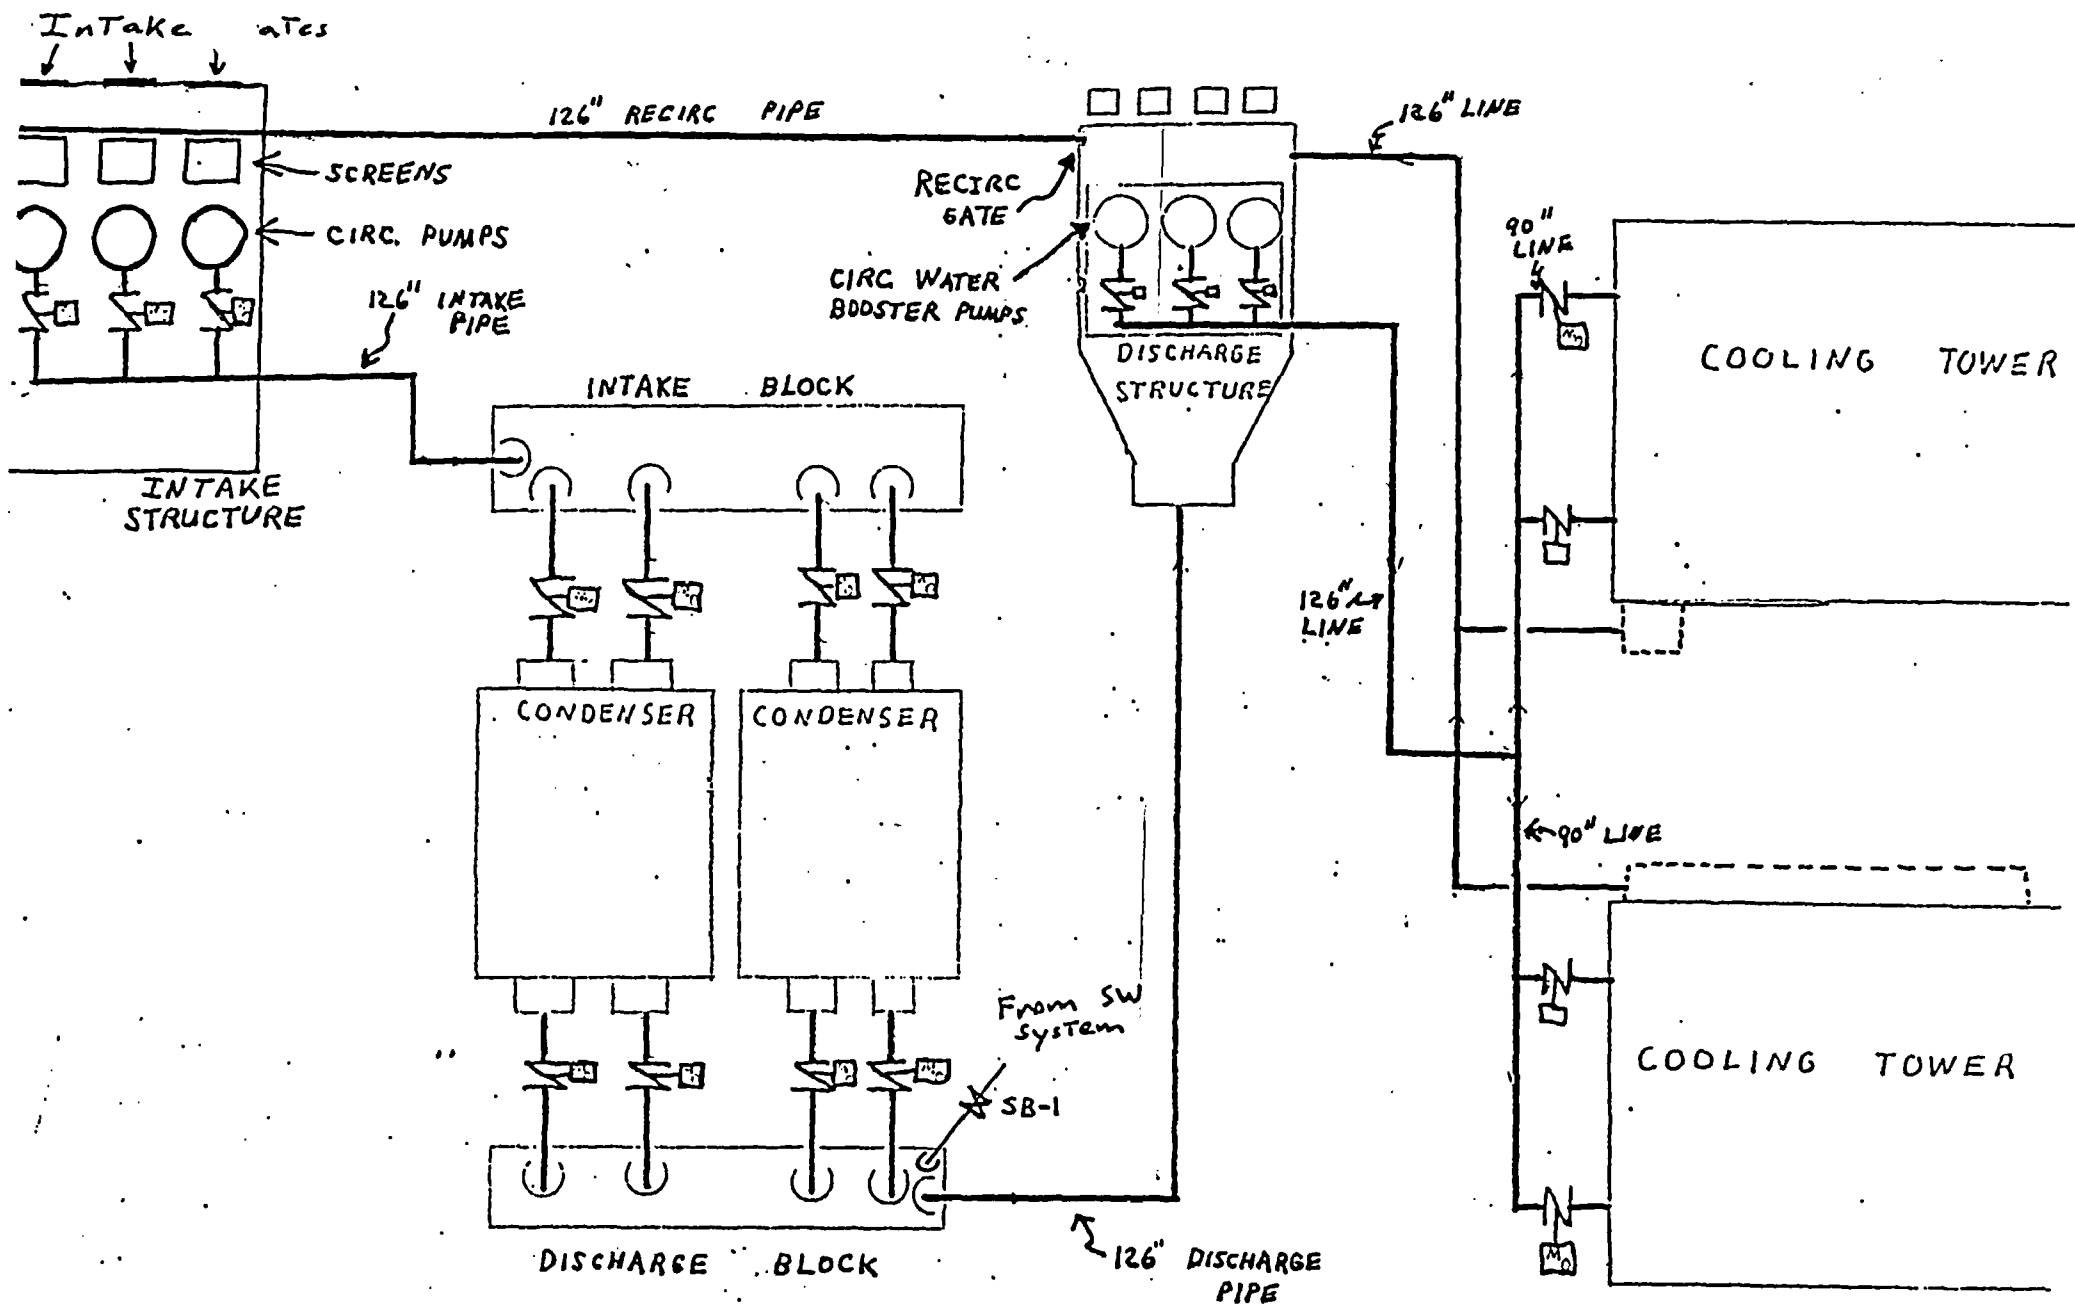 InTake aTes
126" RECIRC PIPE
126" LINE
SCREENS
RECIRC
GATE
CIRC. PUMPS
90"
LINE
126" INTAKE
PIPE
CIRC. WATER
BOOSTER PUMPS
DISCHARGE
STRUCTURE
COOLING TOWER
INTAKE BLOCK
INTAKE
STRUCTURE
126"
LINE
CONDENSER
CONDENSER
90" LINE
From SW
system
SB-1
COOLING TOWER
DISCHARGE BLOCK
126" DISCHARGE
PIPE
MO